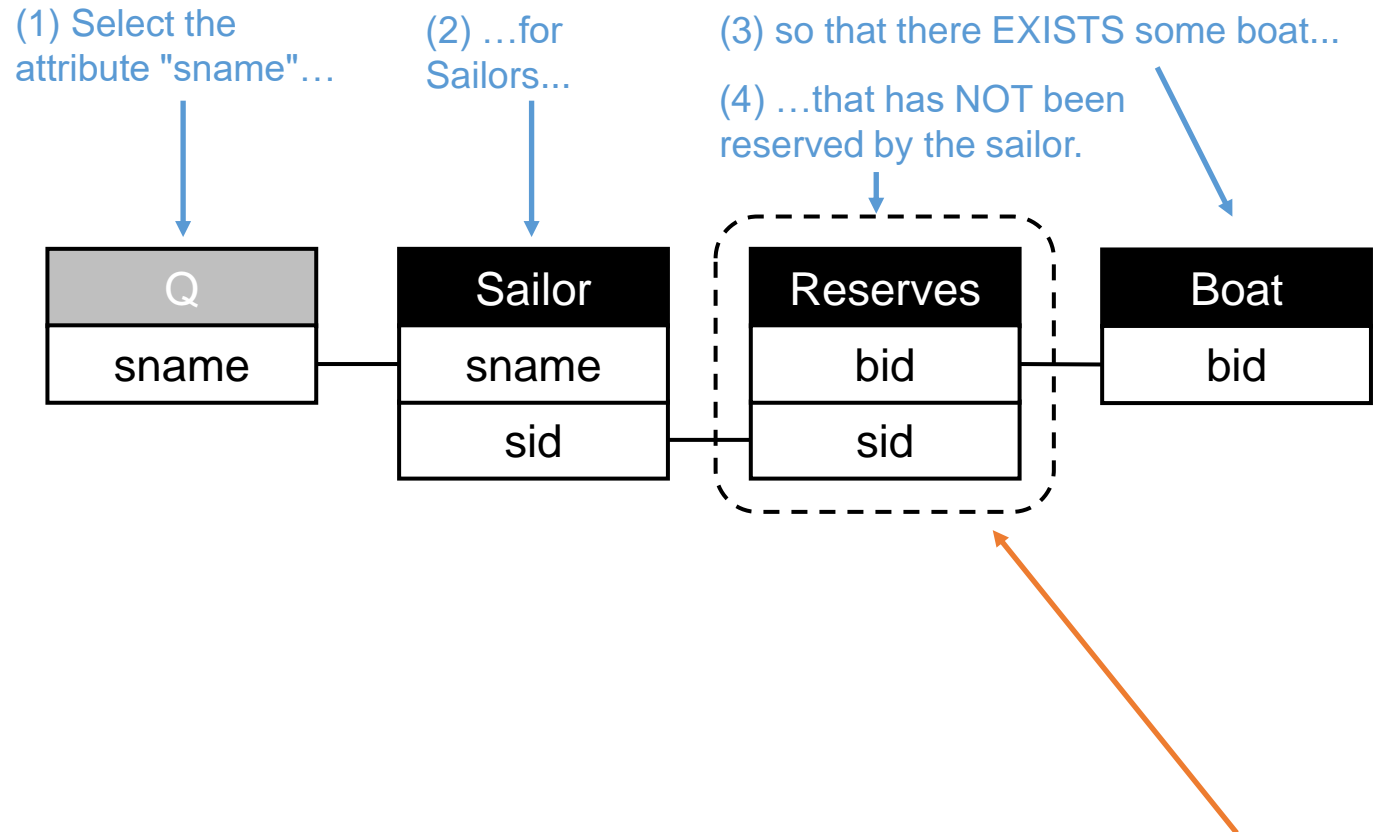 (1) Select the
attribute "sname"…
(2) …for
Sailors...
(3) so that there EXISTS some boat...
(4) …that has NOT been
reserved by the sailor.
Q
sname
Sailor
sname
sid
Reserves
bid
sid
Boat
bid